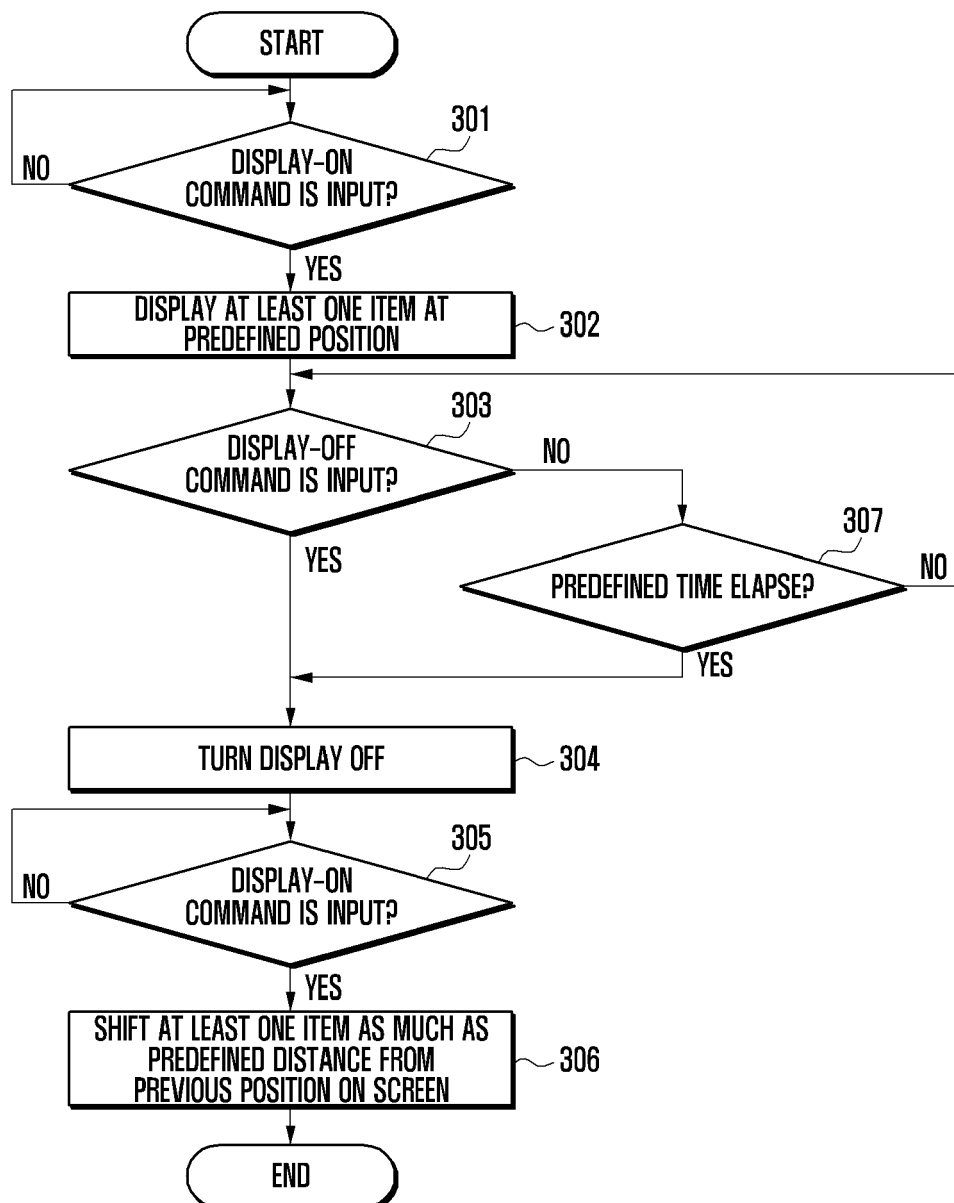 START
301
DISPLAY-ON
COMMAND IS INPUT?
NO
YES
DISPLAY AT LEAST ONE ITEM AT
PREDEFINED POSITION
302
303
DISPLAY-OFF
COMMAND IS INPUT?
NO
YES
307
PREDEFINED TIME ELAPSE?
NO
YES
TURN DISPLAY OFF
304
305
DISPLAY-ON
COMMAND IS INPUT?
NO
YES
SHIFT AT LEAST ONE ITEM AS MUCH AS
PREDEFINED DISTANCE FROM
PREVIOUS POSITION ON SCREEN
306
END